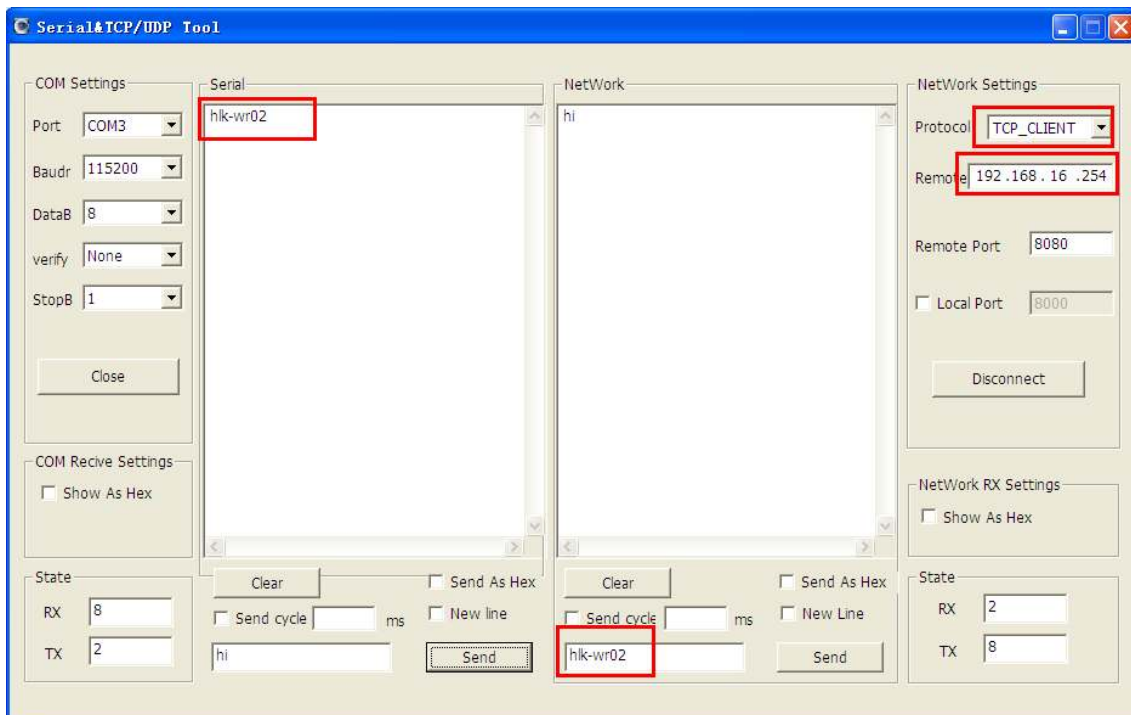 Serial&TCP/UDP Tool
COM Settings
Port COM3
Baudr 115200
DataB 8
verify None
StopB 1
Close
COM Recive Settings
Show As Hex
State
RX 8
TX 2
Serial
hlk-wr02
Clear
Send As Hex
Send cycle ms
New line
hi
Send
NetWork
hi
Clear
Send As Hex
Send cycle ms
New Line
hlk-wr02
Send
NetWork Settings
Protocol TCP_CLIENT
Remote 192.168.16.254
Remote Port 8080
Local Port 8000
Disconnect
NetWork RX Settings
Show As Hex
State
RX 2
TX 8